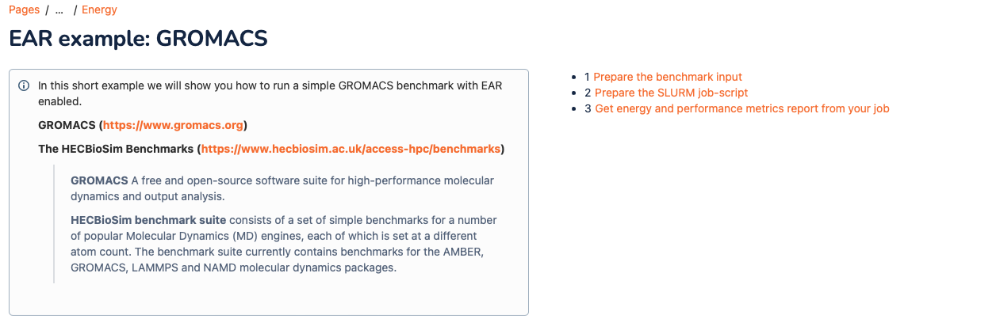 Pages / ... / Energy
EAR example: GROMACS
In this short example we will show you how to run a simple GROMACS benchmark with EAR
enabled.
GROMACS (https://www.gromacs.org)
The HECBioSim Benchmarks (https://www.hecbiosim.ac.uk/access-hpc/benchmarks)
GROMACS A free and open-source software suite for high-performance molecular
dynamics and output analysis.
HECBioSim benchmark suite consists of a set of simple benchmarks for a number
of popular Molecular Dynamics (MD) engines, each of which is set at a different
atom count. The benchmark suite currently contains benchmarks for the AMBER,
GROMACS, LAMMPS and NAMD molecular dynamics packages.
• 1 Prepare the benchmark input
• 2 Prepare the SLURM job-script
• 3 Get energy and performance metrics report from your job